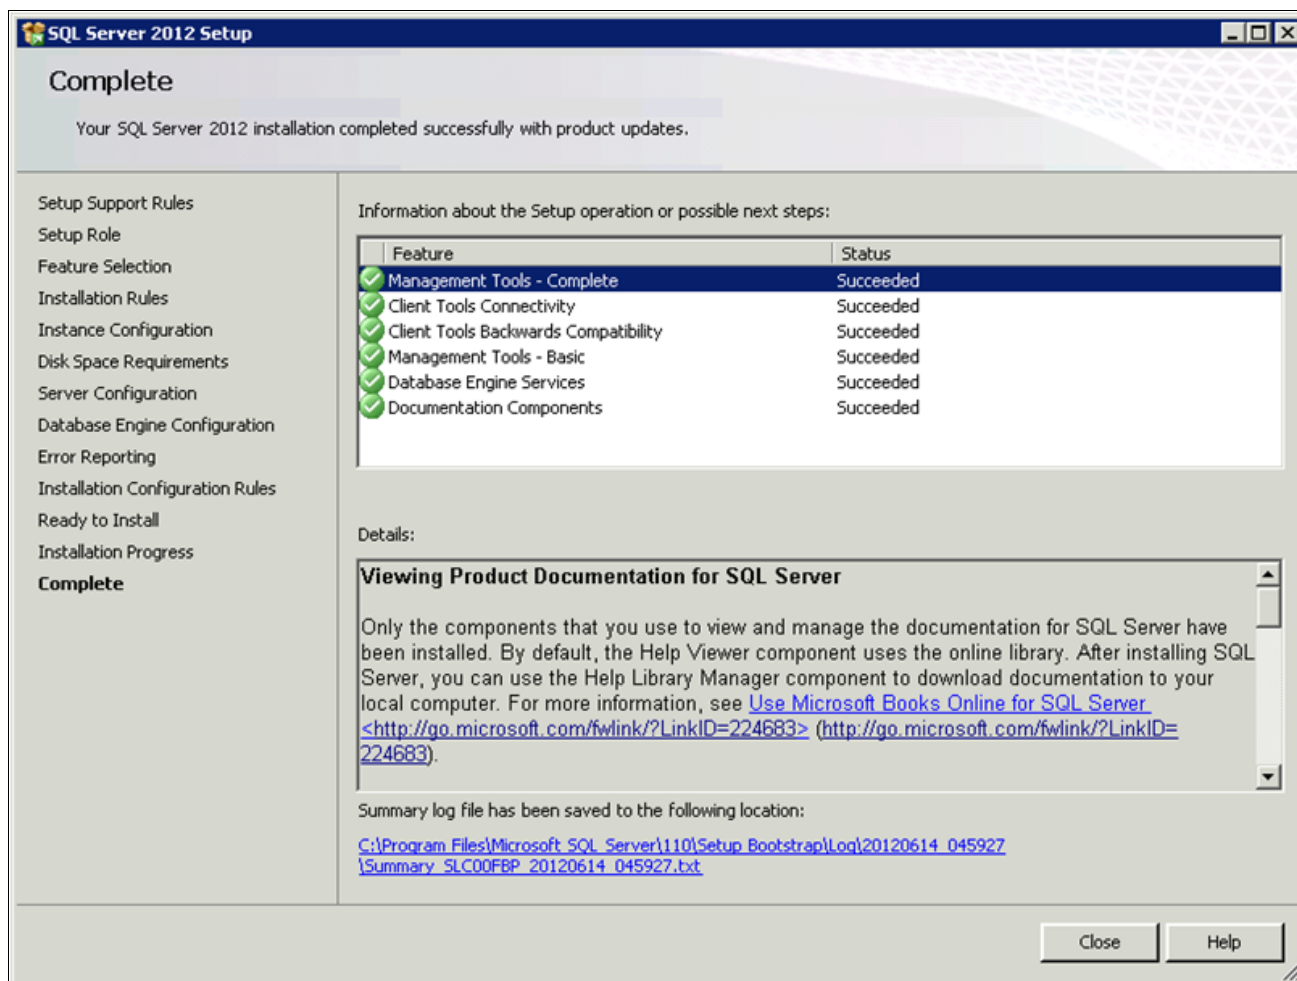 SQL Server 2012 Setup
Complete
Your SQL Server 2012 installation completed successfully with product updates.
Setup Support Rules
Setup Role
Feature Selection
Installation Rules
Instance Configuration
Disk Space Requirements
Server Configuration
Database Engine Configuration
Error Reporting
Installation Configuration Rules
Ready to Install
Installation Progress
Complete
Information about the Setup operation or possible next steps:
Feature Status
Management Tools - Complete Succeeded
Client Tools Connectivity Succeeded
Client Tools Backwards Compatibility Succeeded
Management Tools - Basic Succeeded
Database Engine Services Succeeded
Documentation Components Succeeded
Details:
Viewing Product Documentation for SQL Server
Only the components that you use to view and manage the documentation for SQL Server have
been installed. By default, the Help Viewer component uses the online library. After installing SQL
Server, you can use the Help Library Manager component to download documentation to your
local computer. For more information, see Use Microsoft Books Online for SQL Server
<http://go.microsoft.com/fwlink/?LinkID=224683> (http://go.microsoft.com/fwlink/?LinkID=
224683).
Summary log file has been saved to the following location:
C:\Program Files\Microsoft SQL Server\110\Setup Bootstrap\Log\20120614_045927
\Summary_SLC00FBP_20120614_045927.txt
Close Help